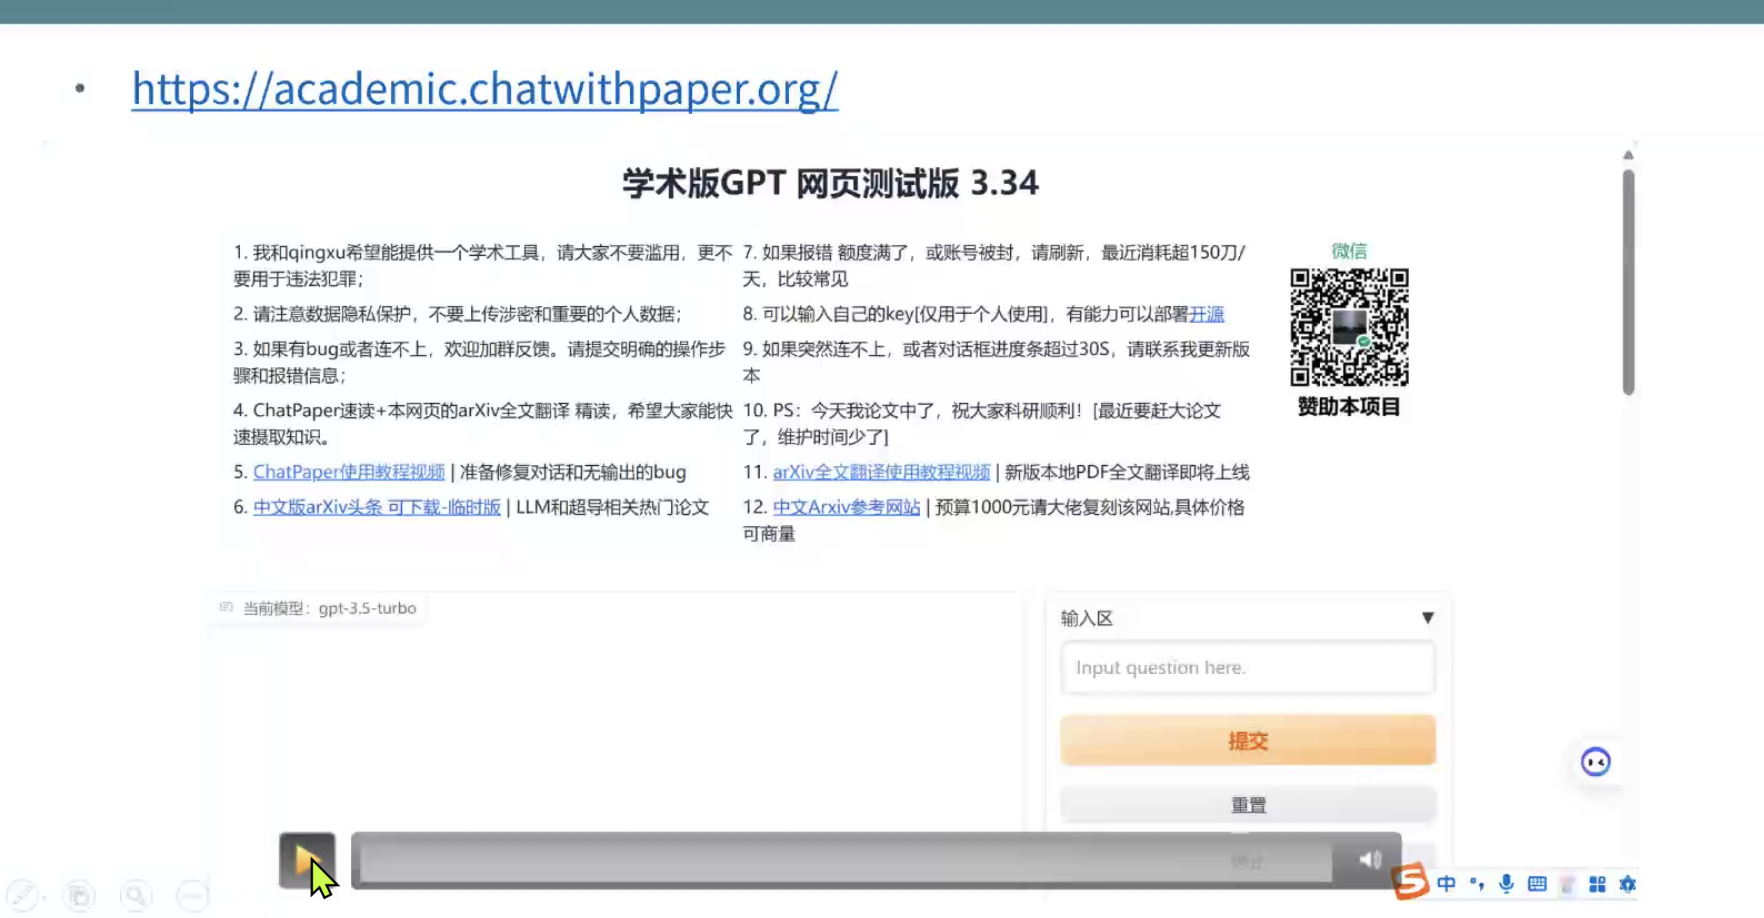 • https://academic.chatwithpaper.org/
学术版GPT 网页测试版 3.34
1. 我和qingxu希望能提供一个学术工具，请大家不要滥用，更不
要用于违法犯罪；
2. 请注意数据隐私保护，不要上传涉密和重要的个人数据；
3. 如果有bug或者连不上，欢迎加群反馈。请提交明确的操作步
骤和报错信息；
4. ChatPaper速读+本网页的arXiv全文翻译 精读，希望大家能快
速摄取知识。
5. ChatPaper使用教程视频 | 准备修复对话和无输出的bug
6. 中文版arXiv头条 可下载-临时版 | LLM和超导相关热门论文
7. 如果报错 额度满了，或账号被封，请刷新，最近消耗超150刀/
天，比较常见
8. 可以输入自己的key[仅用于个人使用]，有能力可以部署开源
9. 如果突然连不上，或者对话框进度条超过30S，请联系我更新版
本
10. PS：今天我论文中了，祝大家科研顺利！[最近要赶大论文
了，维护时间少了]
11. arXiv全文翻译使用教程视频 | 新版本地PDF全文翻译即将上线
12. 中文Arxiv参考网站 | 预算1000元请大佬复刻该网站,具体价格
可商量
微信
赞助本项目
当前模型：gpt-3.5-turbo
输入区
Input question here.
提交
重置
中